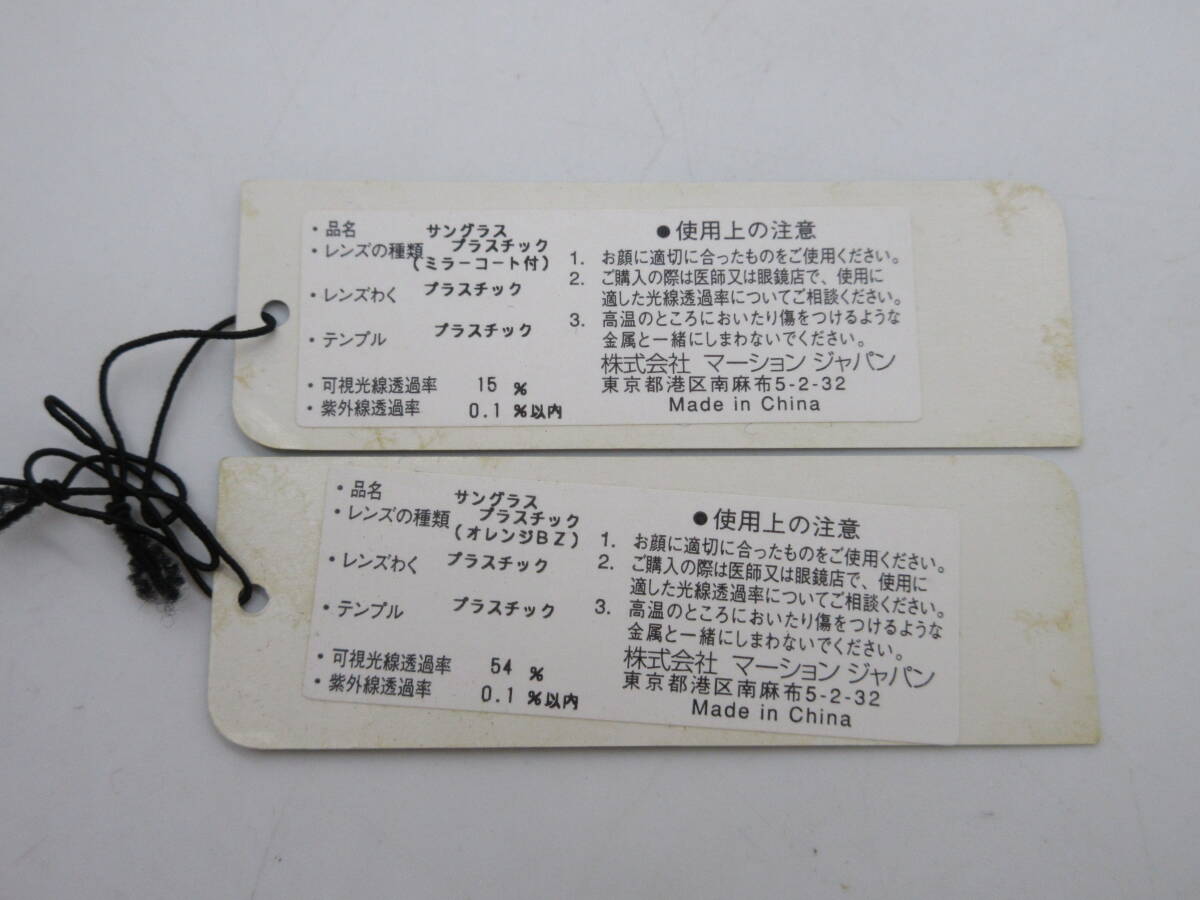 ・品名 サングラス
・レンズの種類 プラスチック
(ミラーコート付)
・レンズわく プラスチック
・テンプル プラスチック
・可視光線透過率 15 %
・紫外線透過率 0.1 %以内
●使用上の注意
1. お顔に適切に合ったものをご使用ください。
2. ご購入の際は医師又は眼鏡店で、使用に
適した光線透過率についてご相談ください。
3. 高温のところにおいたり傷をつけるような
金属と一緒にしまわないでください。
株式会社 マーション ジャパン
東京都港区南麻布5-2-32
Made in China
・品名 サングラス
・レンズの種類 プラスチック
(オレンジBZ)
・レンズわく プラスチック
・テンプル プラスチック
・可視光線透過率 54 %
・紫外線透過率 0.1 %以内
●使用上の注意
1. お顔に適切に合ったものをご使用ください。
2. ご購入の際は医師又は眼鏡店で、使用に
適した光線透過率についてご相談ください。
3. 高温のところにおいたり傷をつけるような
金属と一緒にしまわないでください。
株式会社 マーション ジャパン
東京都港区南麻布5-2-32
Made in China